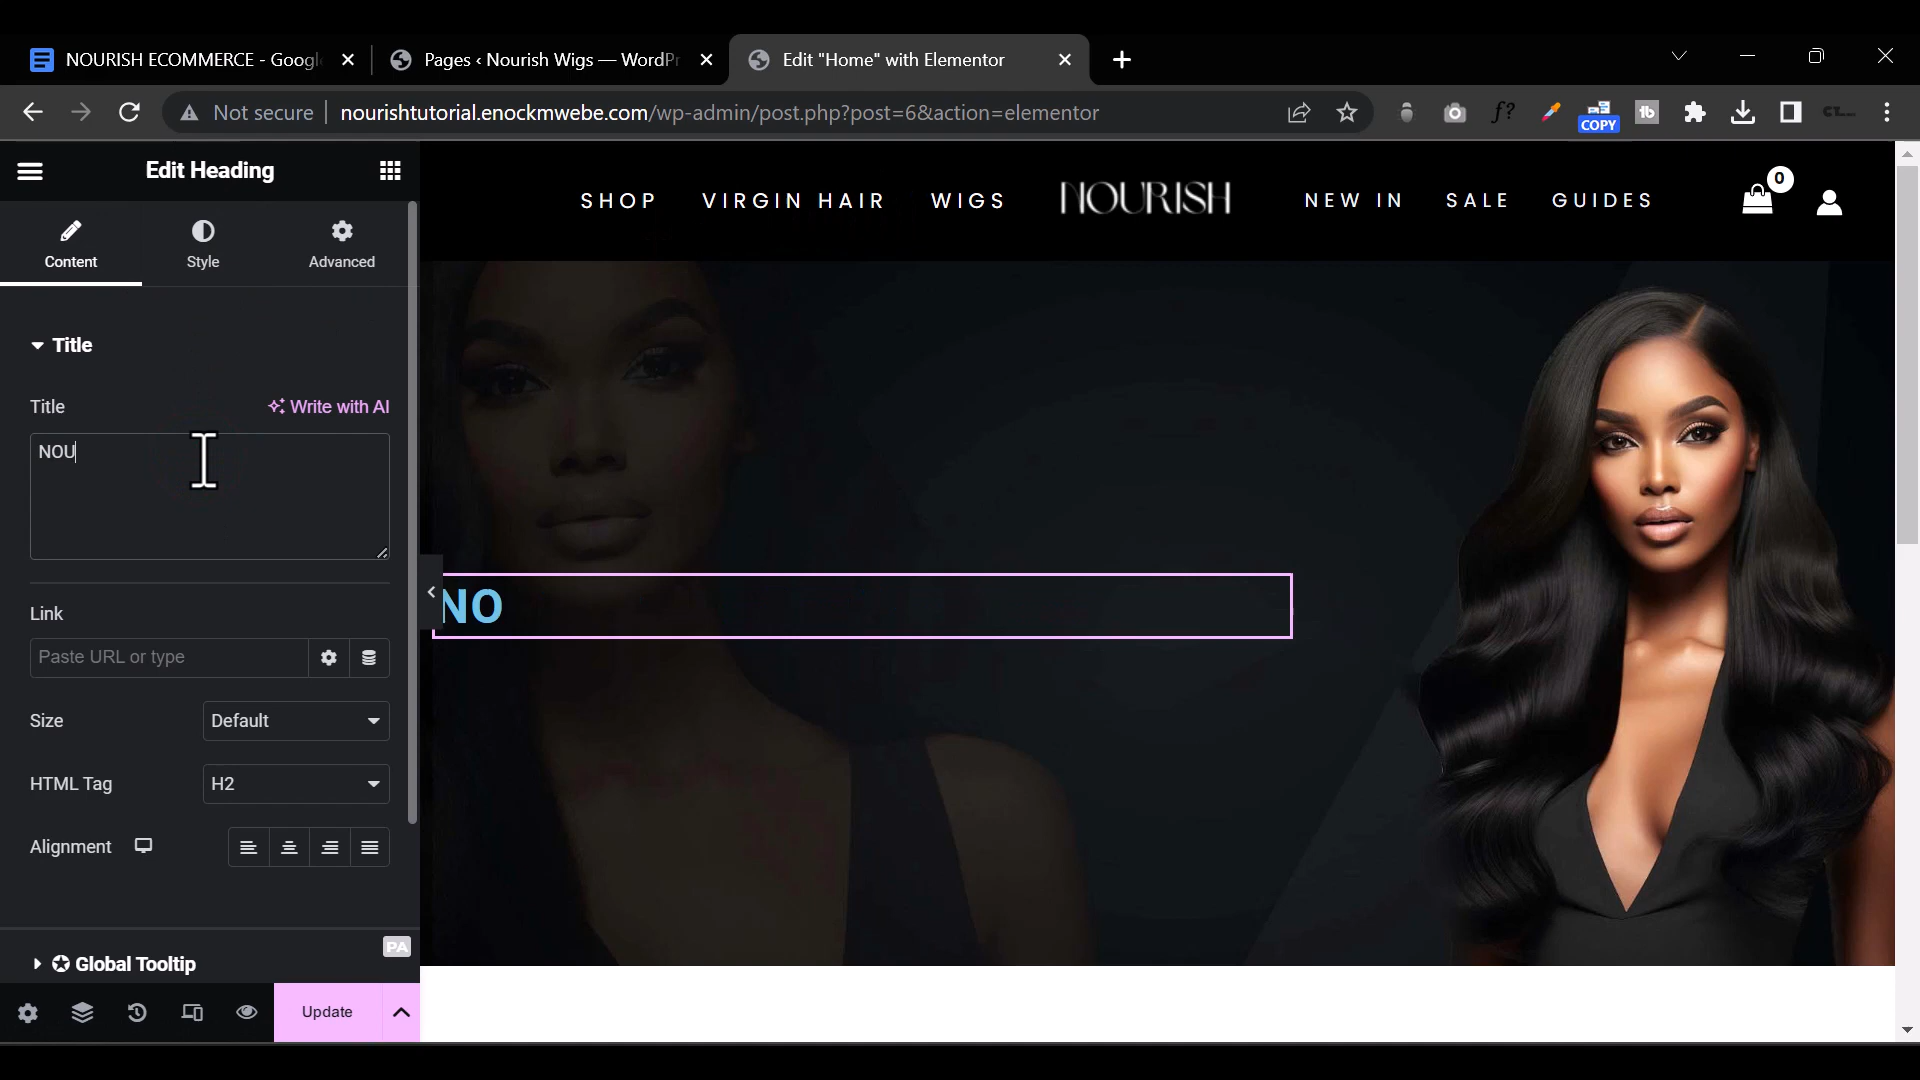 NOURISH ECOMMERCE - Googl
Pages ‹ Nourish Wigs — WordPr
Edit "Home" with Elementor
Not secure
nourishtutorial.enockmwebe.com/wp-admin/post.php?post=6&action=elementor
f?
COPY
tb
Edit Heading
Content
Style
Advanced
SHOP
VIRGIN HAIR
WIGS
NOURISH
NEW IN
SALE
GUIDES
0
Title
Title
Write with AI
NOU
NO
Link
Paste URL or type
Size
Default
HTML Tag
H2
Alignment
PA
Global Tooltip
Update